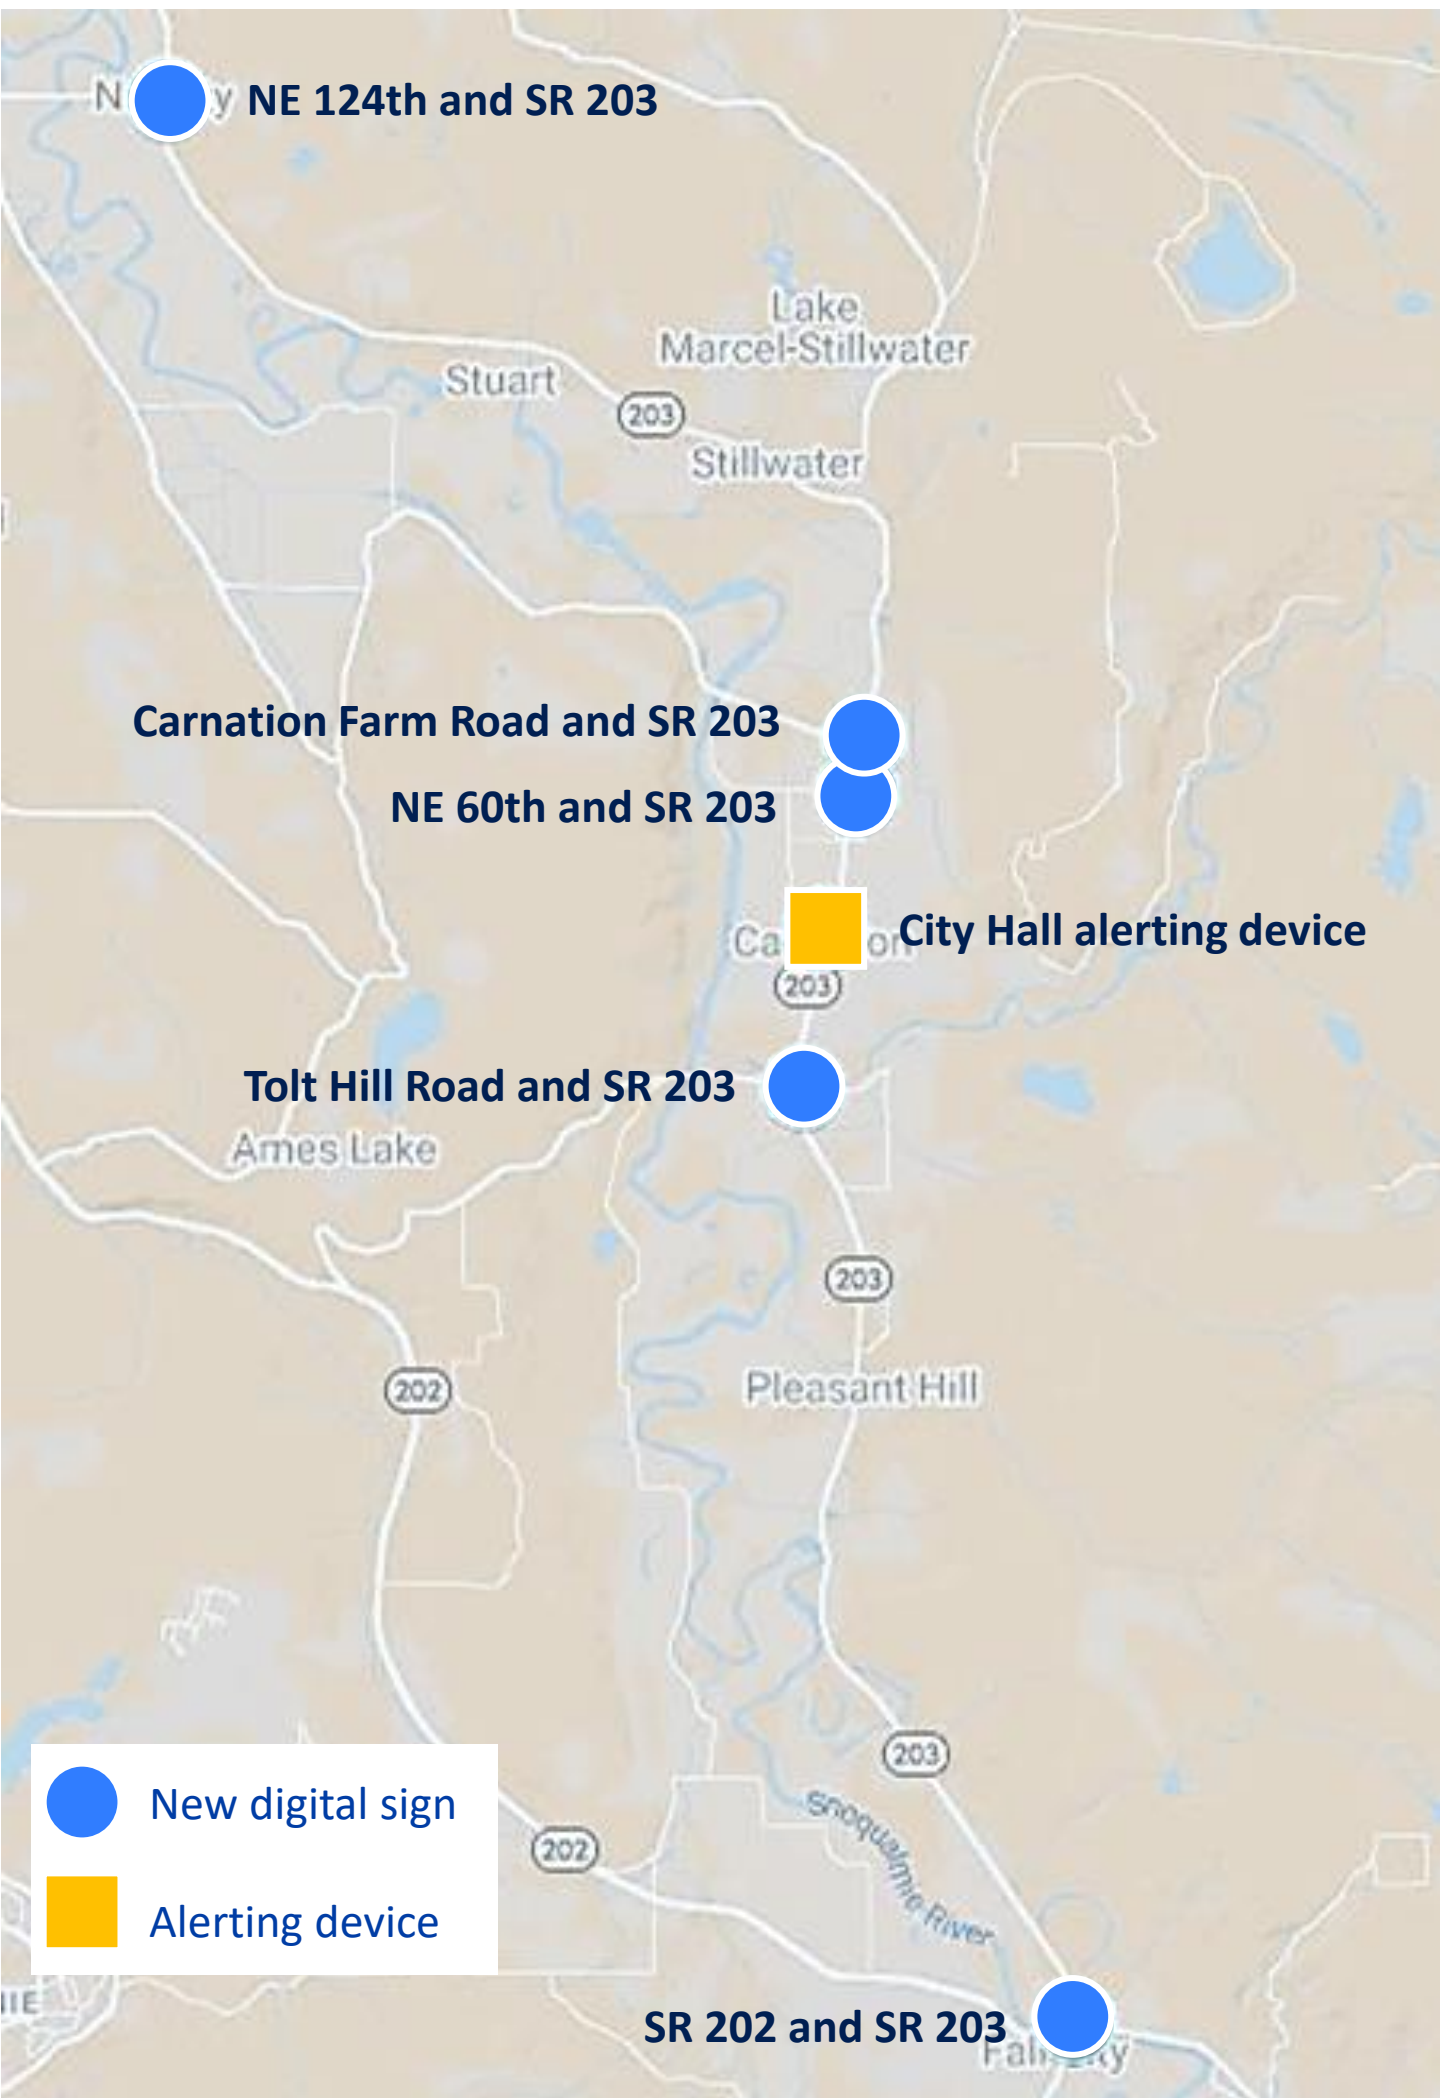 NE 124th and SR 203
Lake
Marcel-Stillwater
Stuart
203
Stillwater
Carnation Farm Road and SR 203
NE 60th and SR 203
City Hall alerting device
203
Tolt Hill Road and SR 203
Ames Lake
203
Pleasant Hill
202
203
New digital sign
Snoqualmie River
202
Alerting device
SR 202 and SR 203